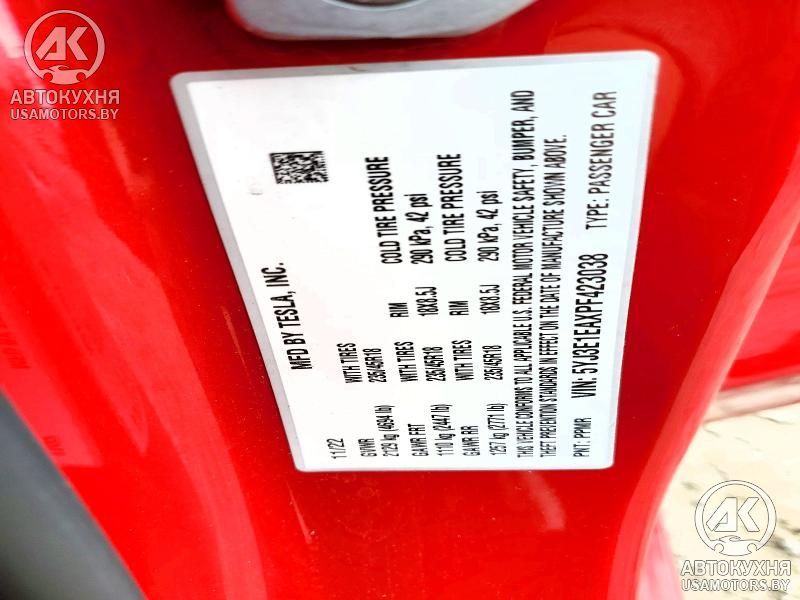 AK
АВТОКУХНЯ
USAMOTORS.BY
MFD BY TESLA, INC.
11/22
GVWR WITH TIRES RIM COLD TIRE PRESSURE
2129 kg (4694 lb) 235/45R18 18X8.5J 290 kPa, 42 psi
GAWR FRT WITH TIRES RIM COLD TIRE PRESSURE
1110 kg (2447 lb) 235/45R18 18X8.5J 290 kPa, 42 psi
GAWR RR
1257 kg (2771 lb) 235/45R18
THIS VEHICLE CONFORMS TO ALL APPLICABLE U.S. FEDERAL MOTOR VEHICLE SAFETY, BUMPER, AND
THEFT PREVENTION STANDARDS IN EFFECT ON THE DATE OF MANUFACTURE SHOWN ABOVE.
PNT: PPMR VIN: 5YJ3E1EAXPF423038 TYPE: PASSENGER CAR
AK
АВТОКУХНЯ
USAMOTORS.BY